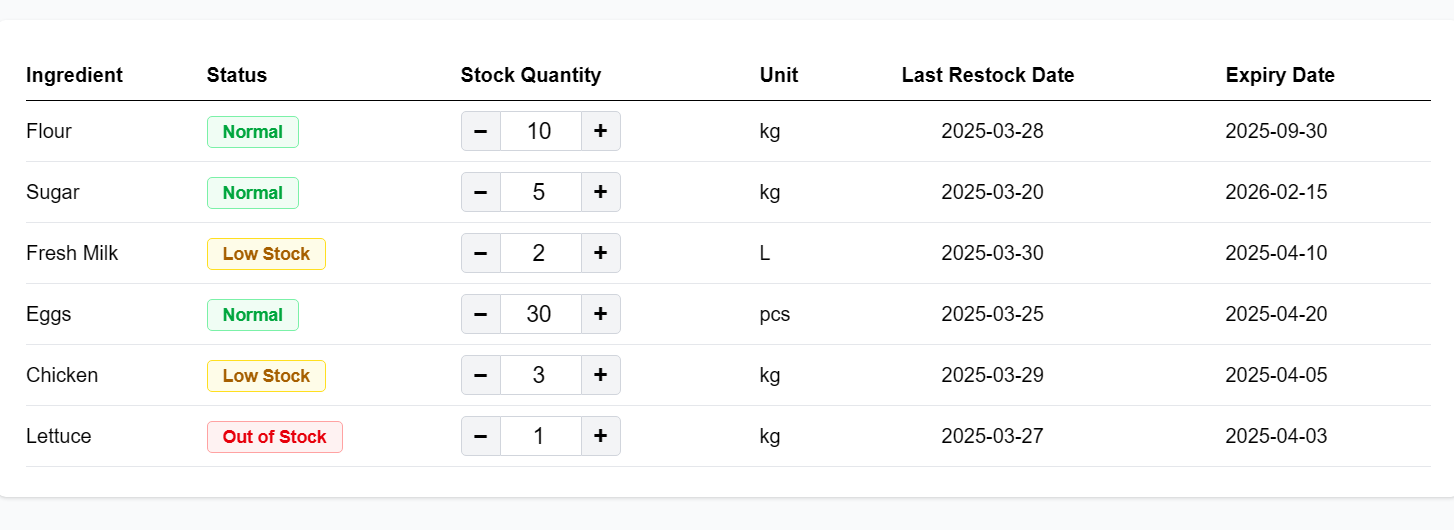 Ingredient Status Stock Quantity Unit Last Restock Date Expiry Date
Flour Normal − 10 + kg 2025-03-28 2025-09-30
Sugar Normal − 5 + kg 2025-03-20 2026-02-15
Fresh Milk Low Stock − 2 + L 2025-03-30 2025-04-10
Eggs Normal − 30 + pcs 2025-03-25 2025-04-20
Chicken Low Stock − 3 + kg 2025-03-29 2025-04-05
Lettuce Out of Stock − 1 + kg 2025-03-27 2025-04-03